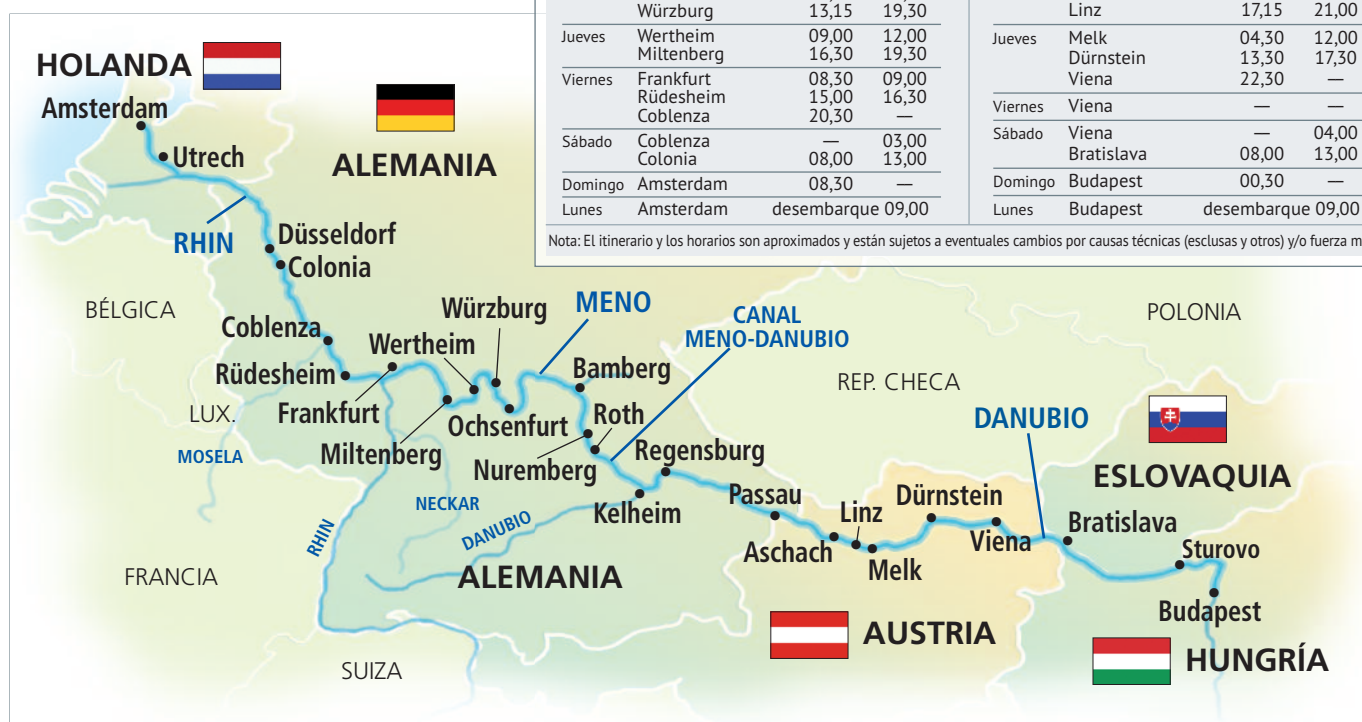 Würzburg 13,15 19,30
Jueves Wertheim 09,00 12,00
Miltenberg 16,30 19,30
Viernes Frankfurt 08,30 09,00
Rüdesheim 15,00 16,30
Coblenza 20,30 —
Sábado Coblenza — 03,00
Colonia 08,00 13,00
Domingo Amsterdam 08,30 —
Lunes Amsterdam desembarque 09,00
Linz 17,15 21,00
Jueves Melk 04,30 12,00
Dürnstein 13,30 17,30
Viena 22,30 —
Viernes Viena — —
Sábado Viena — 04,00
Bratislava 08,00 13,00
Domingo Budapest 00,30 —
Lunes Budapest desembarque 09,00
Nota: El itinerario y los horarios son aproximados y están sujetos a eventuales cambios por causas técnicas (esclusas y otros) y/o fuerza m
HOLANDA
Amsterdam
Utrech
ALEMANIA
RHIN
Düsseldorf
Colonia
BÉLGICA
Coblenza
Rüdesheim
LUX.
MOSELA
Frankfurt
Wertheim
Würzburg
MENO
Miltenberg
Ochsenfurt
CANAL
MENO-DANUBIO
Bamberg
Roth
Nuremberg
Regensburg
Kelheim
NECKAR
DANUBIO
RHIN
ALEMANIA
FRANCIA
SUIZA
POLONIA
REP. CHECA
DANUBIO
ESLOVAQUIA
Passau
Aschach
Linz
Melk
Dürnstein
Viena
Bratislava
Sturovo
Budapest
AUSTRIA
HUNGRÍA